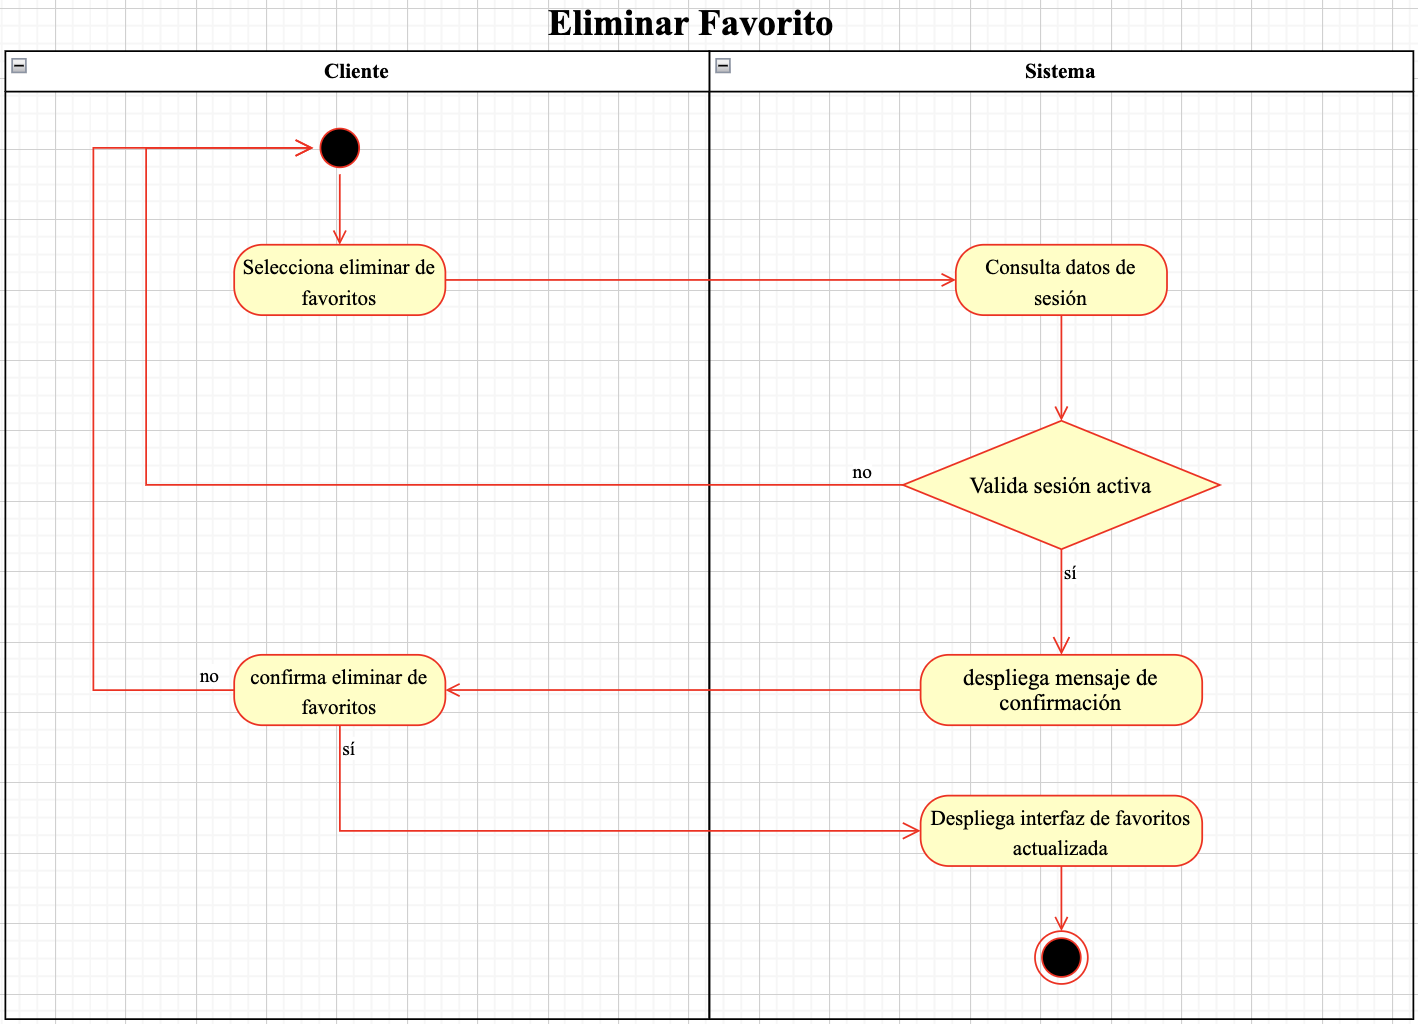 Eliminar Favorito
Cliente
Sistema
Selecciona eliminar de
favoritos
Consulta datos de
sesión
no
Valida sesión activa
sí
despliega mensaje de
confirmación
no
confirma eliminar de
favoritos
sí
Despliega interfaz de favoritos
actualizada